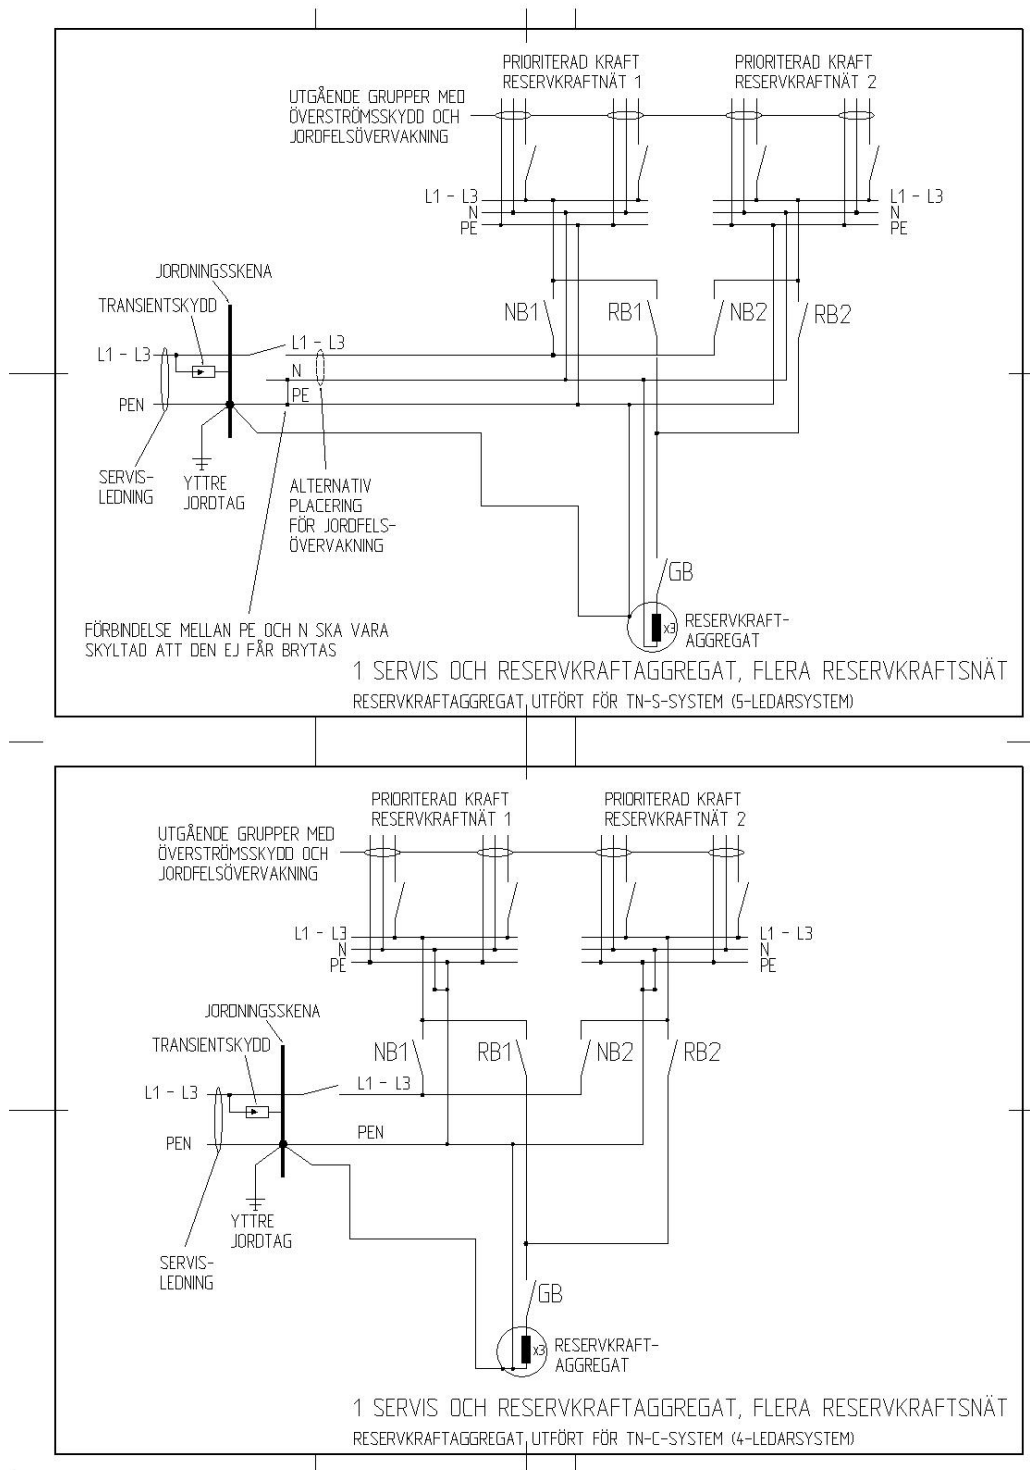 PRIORITERAD KRAFT
RESERVKRAFTNÄT 1
PRIORITERAD KRAFT
RESERVKRAFTNÄT 2
UTGÅENDE GRUPPER MED
ÖVERSTRÖMSSKYDD OCH
JORDFELSÖVERVAKNING
L1 - L3
N
PE
L1 - L3
N
PE
JORDNINGSSKENA
TRANSIENTSKYDD
NB1
RB1
NB2
RB2
L1 - L3
L1 - L3
N
PE
PEN
SERVIS-
LEDNING
YTTRE
JORDTAG
ALTERNATIV
PLACERING
FÖR JORDFELS-
ÖVERVAKNING
GB
x3
RESERVKRAFT-
AGGREGAT
FÖRBINDELSE MELLAN PE OCH N SKA VARA
SKYLTAD ATT DEN EJ FÅR BRYTAS
1 SERVIS OCH RESERVKRAFTAGGREGAT, FLERA RESERVKRAFTSNÄT
RESERVKRAFTAGGREGAT UTFÖRT FÖR TN-S-SYSTEM (5-LEDARSYSTEM)
PRIORITERAD KRAFT
RESERVKRAFTNÄT 1
PRIORITERAD KRAFT
RESERVKRAFTNÄT 2
UTGÅENDE GRUPPER MED
ÖVERSTRÖMSSKYDD OCH
JORDFELSÖVERVAKNING
L1 - L3
N
PE
L1 - L3
N
PE
JORDNINGSSKENA
TRANSIENTSKYDD
NB1
RB1
NB2
RB2
L1 - L3
L1 - L3
PEN
PEN
YTTRE
JORDTAG
SERVIS-
LEDNING
GB
x3
RESERVKRAFT-
AGGREGAT
1 SERVIS OCH RESERVKRAFTAGGREGAT, FLERA RESERVKRAFTSNÄT
RESERVKRAFTAGGREGAT UTFÖRT FÖR TN-C-SYSTEM (4-LEDARSYSTEM)